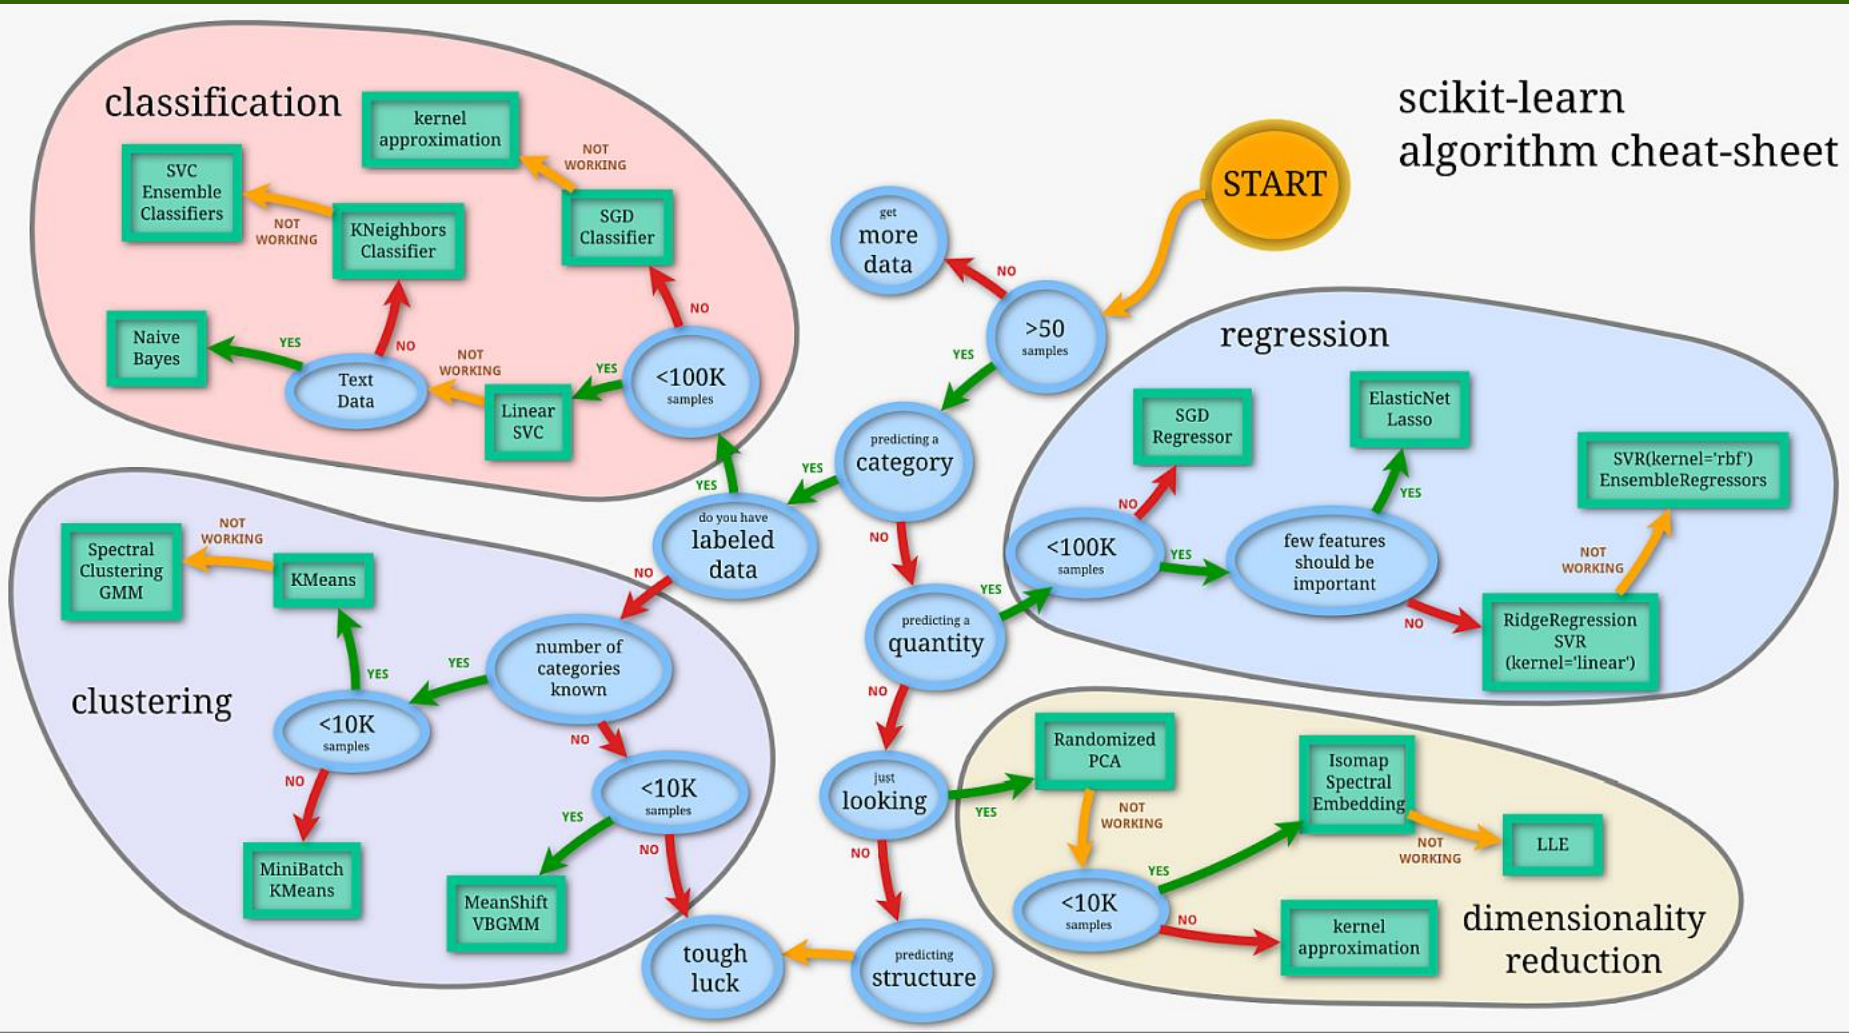 scikit-learn
algorithm cheat-sheet
START
get
more
data
NO
>50
samples
YES
predicting a
category
YES
NO
do you have
labeled
data
YES
NO
predicting a
quantity
YES
NO
just
looking
YES
NO
predicting
structure
tough
luck
classification
kernel
approximation
NOT
WORKING
SVC
Ensemble
Classifiers
NOT
WORKING
KNeighbors
Classifier
SGD
Classifier
NO
Naive
Bayes
YES
NO
Text
Data
NOT
WORKING
Linear
SVC
YES
<100K
samples
regression
SGD
Regressor
ElasticNet
Lasso
SVR(kernel='rbf')
EnsembleRegressors
NO
YES
<100K
samples
YES
few features
should be
important
NOT
WORKING
NO
RidgeRegression
SVR
(kernel='linear')
clustering
Spectral
Clustering
GMM
NOT
WORKING
KMeans
YES
number of
categories
known
YES
NO
<10K
samples
NO
<10K
samples
YES
NO
MiniBatch
KMeans
MeanShift
VBGMM
dimensionality
reduction
Randomized
PCA
NOT
WORKING
Isomap
Spectral
Embedding
NOT
WORKING
LLE
YES
<10K
samples
NO
kernel
approximation